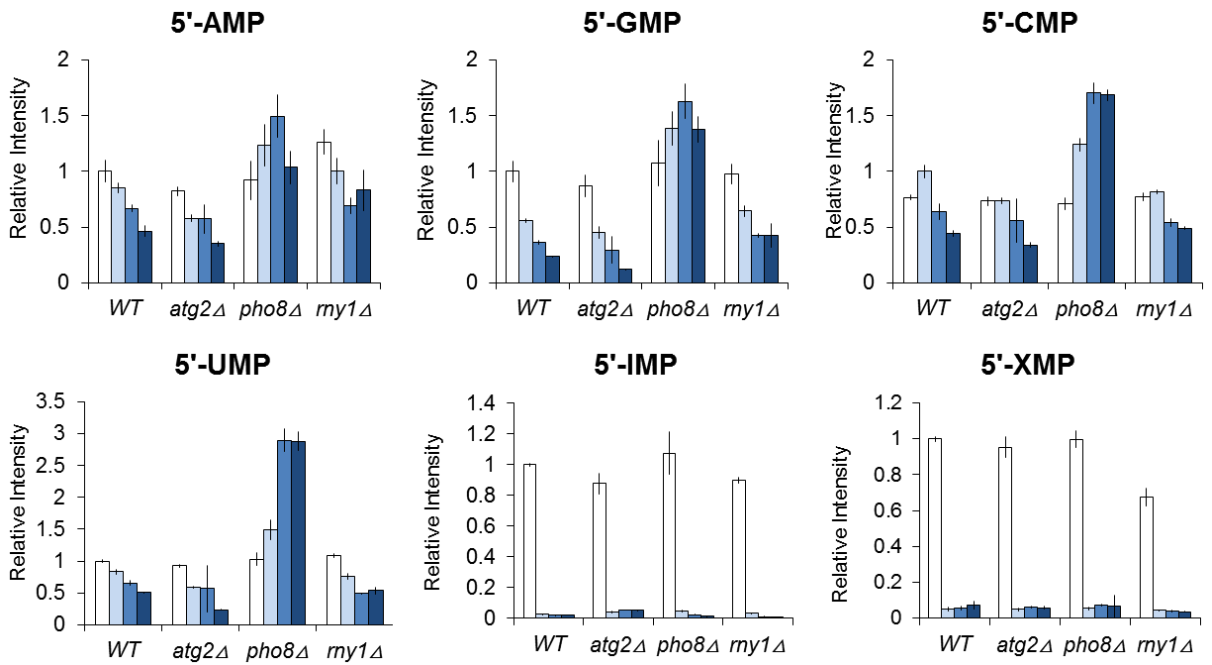 5'-AMP
Relative Intensity
2
1.5
1
0.5
0
WT atg2Δ pho8Δ rny1Δ
5'-GMP
Relative Intensity
2
1.5
1
0.5
0
WT atg2Δ pho8Δ rny1Δ
5'-CMP
Relative Intensity
2
1.5
1
0.5
0
WT atg2Δ pho8Δ rny1Δ
5'-UMP
Relative Intensity
3.5
3
2.5
2
1.5
1
0.5
0
WT atg2Δ pho8Δ rny1Δ
5'-IMP
Relative Intensity
1.4
1.2
1
0.8
0.6
0.4
0.2
0
WT atg2Δ pho8Δ rny1Δ
5'-XMP
Relative Intensity
1.2
1
0.8
0.6
0.4
0.2
0
WT atg2Δ pho8Δ rny1Δ